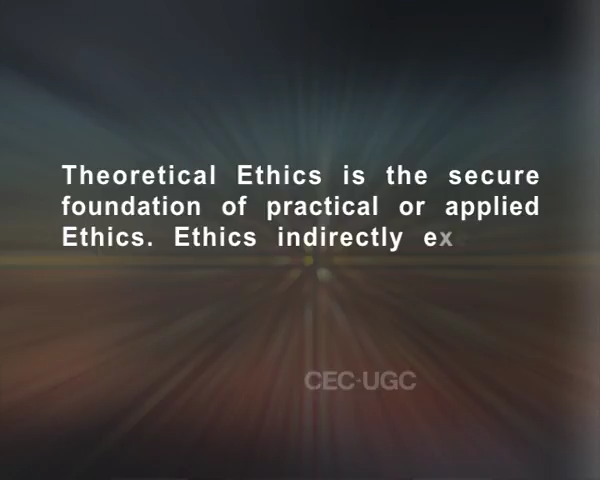 Theoretical Ethics is the secure
foundation of practical or applied
Ethics. Ethics indirectly ex
CEC-UGC